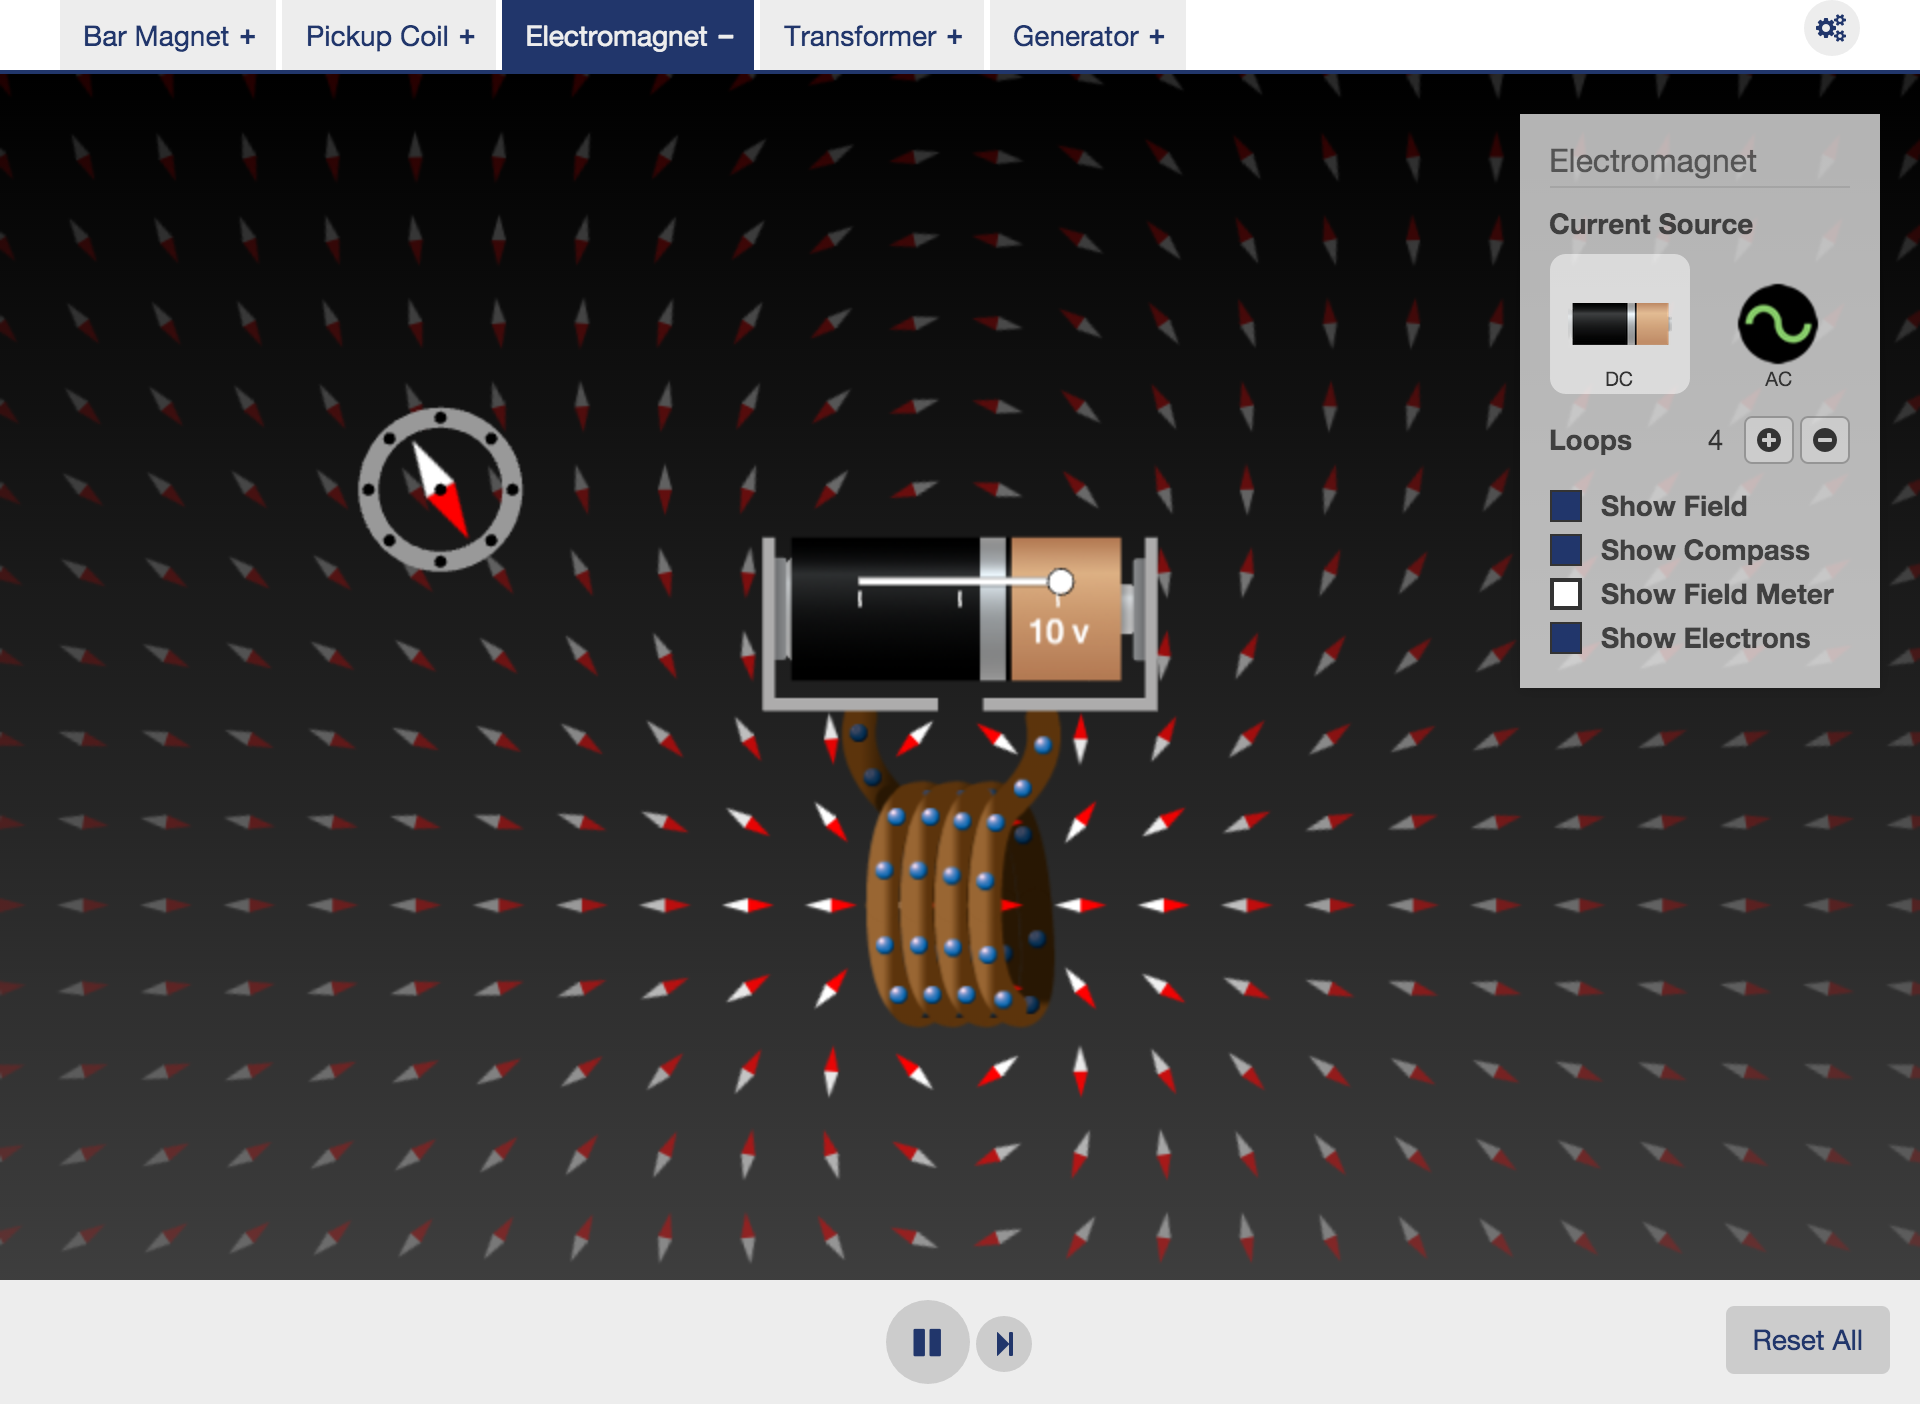 Bar Magnet +
Pickup Coil +
Electromagnet −
Transformer +
Generator +
Electromagnet
Current Source
DC
AC
Loops 4
Show Field
Show Compass
Show Field Meter
Show Electrons
10 v
Reset All